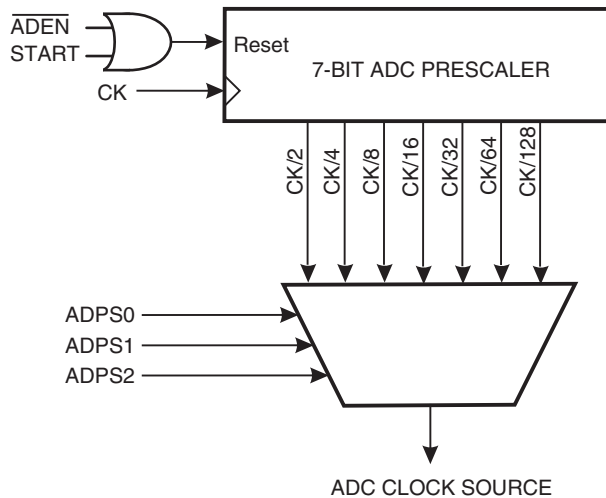 ADEN
START
Reset
7-BIT ADC PRESCALER
CK
CK/2
CK/4
CK/8
CK/16
CK/32
CK/64
CK/128
ADPS0
ADPS1
ADPS2
ADC CLOCK SOURCE